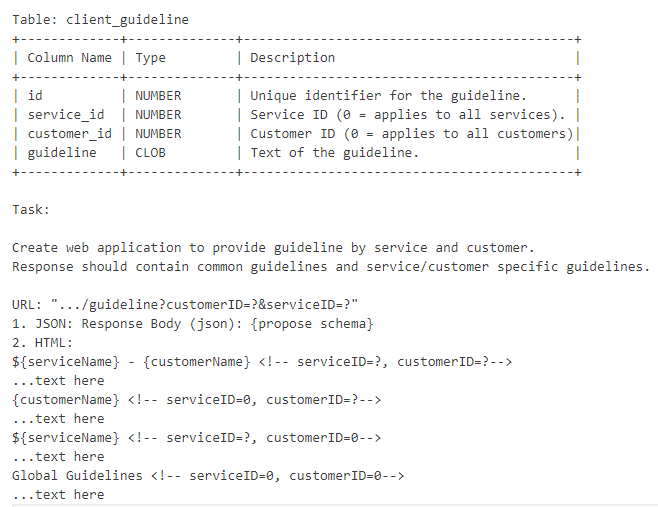 Table: client_guideline
+-------------+--------------+------------------------------------------+
| Column Name | Type         | Description                              |
+-------------+--------------+------------------------------------------+
| id          | NUMBER       | Unique identifier for the guideline.     |
| service_id  | NUMBER       | Service ID (0 = applies to all services). |
| customer_id | NUMBER       | Customer ID (0 = applies to all customers)|
| guideline   | CLOB         | Text of the guideline.                   |
+-------------+--------------+------------------------------------------+
Task:
Create web application to provide guideline by service and customer.
Response should contain common guidelines and service/customer specific guidelines.
URL: ".../guideline?customerID=?&serviceID=?"
1. JSON: Response Body (json): {propose schema}
2. HTML:
${serviceName} - {customerName} <!-- serviceID=?, customerID=?-->
...text here
{customerName} <!-- serviceID=0, customerID=?-->
...text here
${serviceName} <!-- serviceID=?, customerID=0-->
...text here
Global Guidelines <!-- serviceID=0, customerID=0-->
...text here